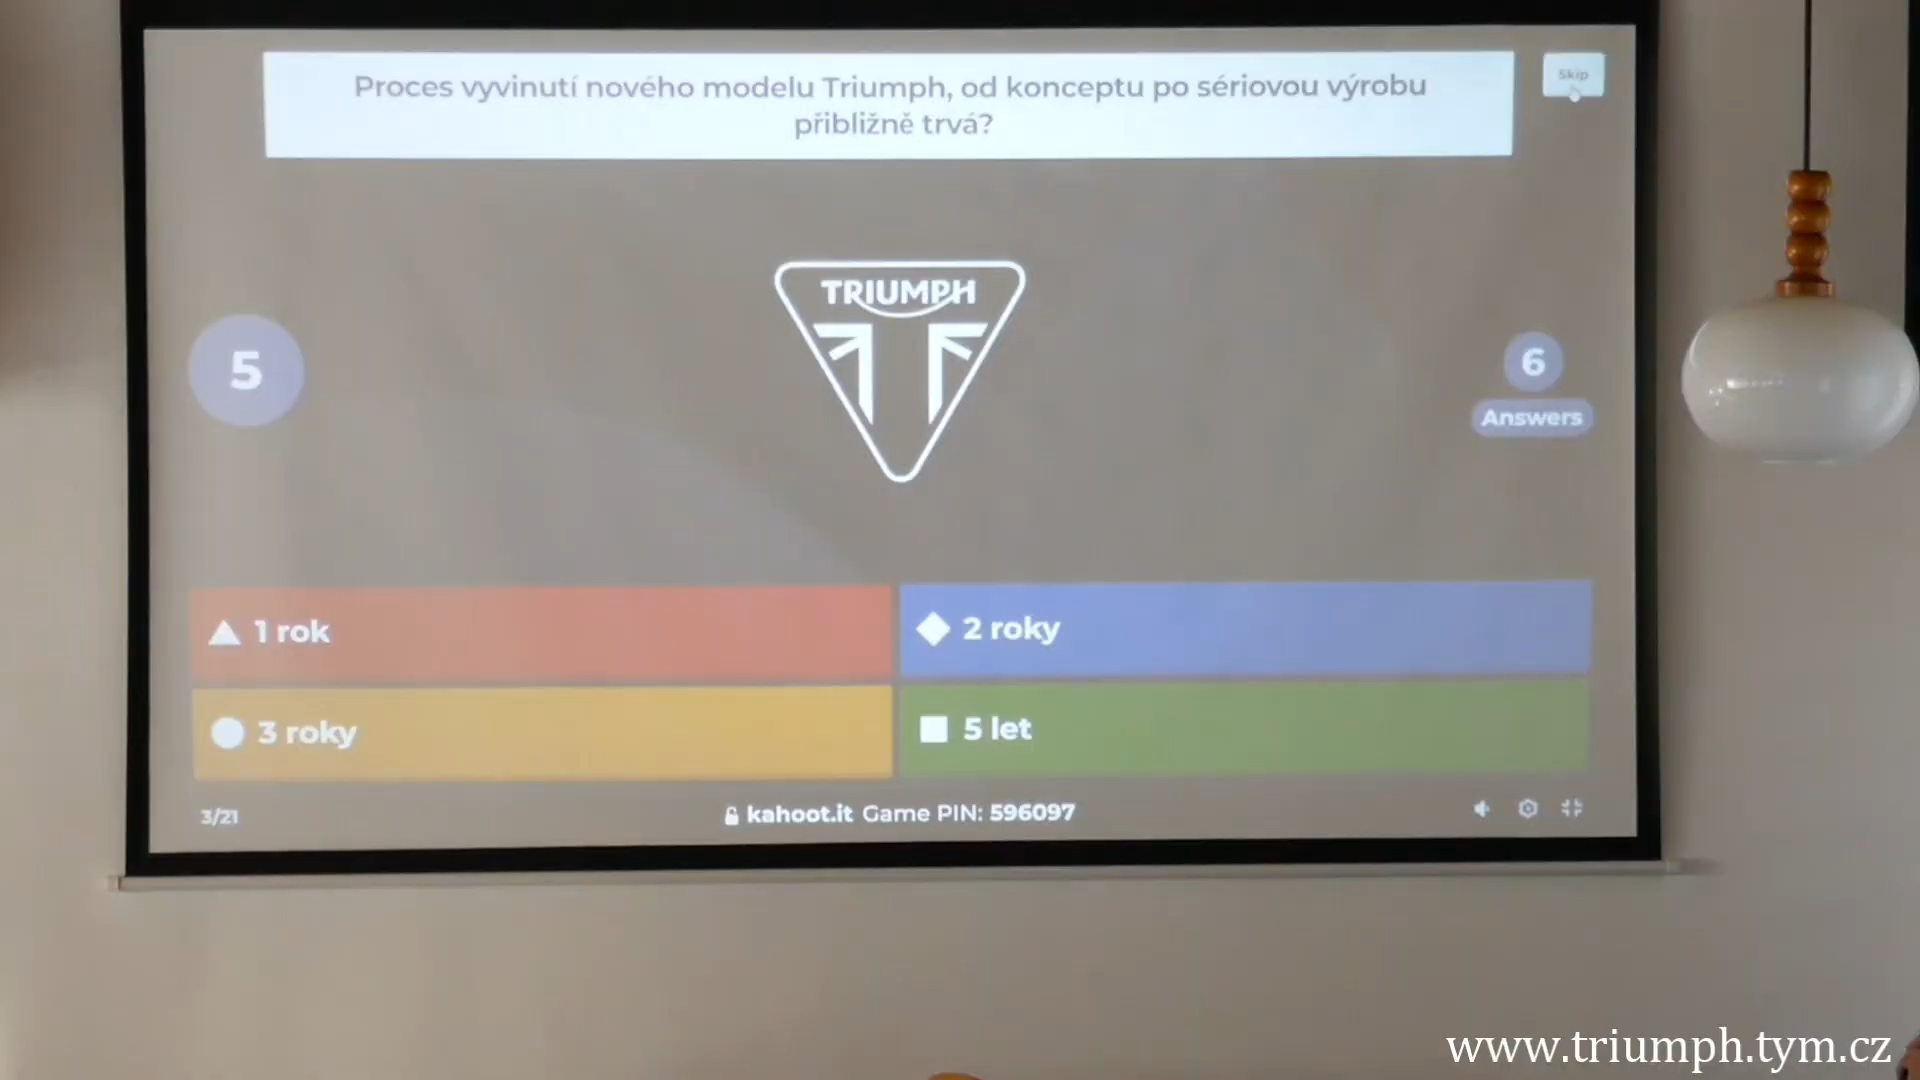 Proces vyvinutí nového modelu Triumph, od konceptu po sériovou výrobu
přibližně trvá?
Skip
TRIUMPH
5
6
Answers
1 rok
2 roky
3 roky
5 let
3/21
kahoot.it Game PIN: 596097
www.triumph.tym.cz